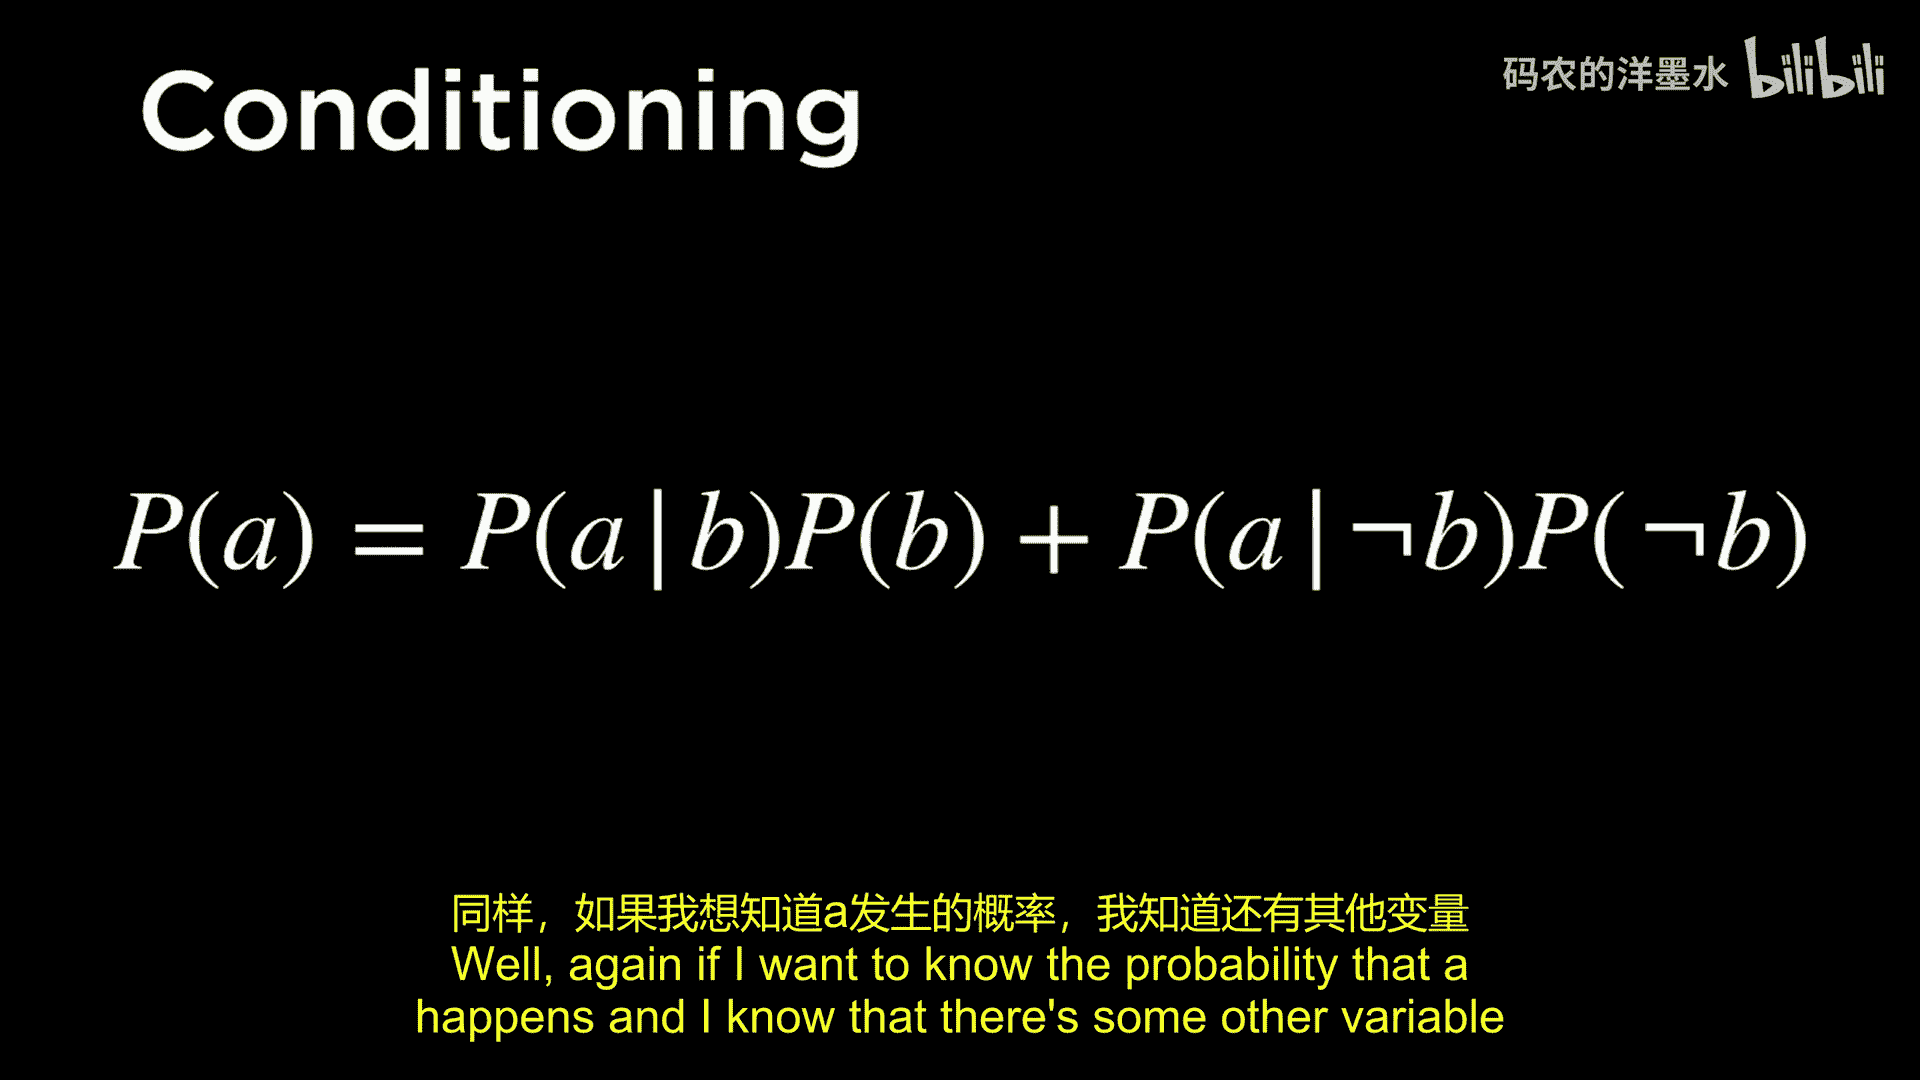 Conditioning
码农的洋墨水 bilibili
P(a) = P(a | b)P(b) + P(a | ¬b)P(¬b)
同样，如果我想知道a发生的概率，我知道还有其他变量
Well, again if I want to know the probability that a
happens and I know that there's some other variable